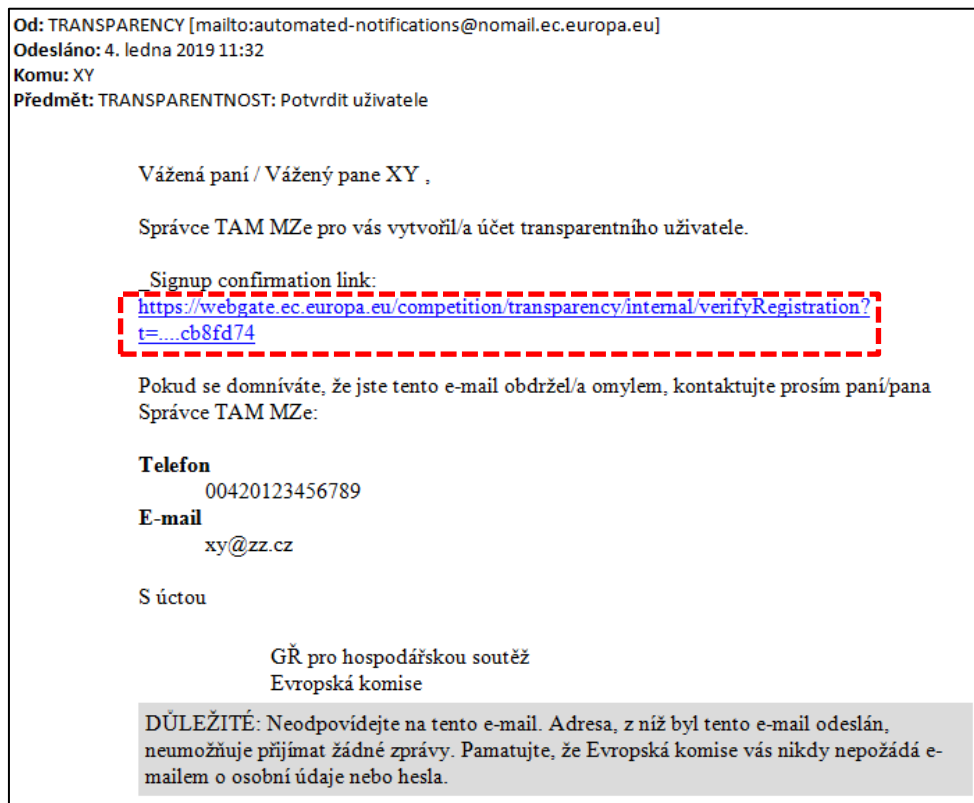 Od: TRANSPARENCY [mailto:automated-notifications@nomail.ec.europa.eu]
Odesláno: 4. ledna 2019 11:32
Komu: XY
Předmět: TRANSPARENTNOST: Potvrdit uživatele
Vážená paní / Vážený pane XY ,
Správce TAM MZe pro vás vytvořil/a účet transparentního uživatele.
_Signup confirmation link:
https://webgate.ec.europa.eu/competition/transparency/internal/verifyRegistration?
t=....cb8fd74
Pokud se domníváte, že jste tento e-mail obdržel/a omylem, kontaktujte prosím paní/pana
Správce TAM MZe:
Telefon
00420123456789
E-mail
xy@zz.cz
S úctou
GŘ pro hospodářskou soutěž
Evropská komise
DŮLEŽITÉ: Neodpovídejte na tento e-mail. Adresa, z níž byl tento e-mail odeslán,
neumožňuje přijímat žádné zprávy. Pamatujte, že Evropská komise vás nikdy nepožádá e-
mailem o osobní údaje nebo hesla.